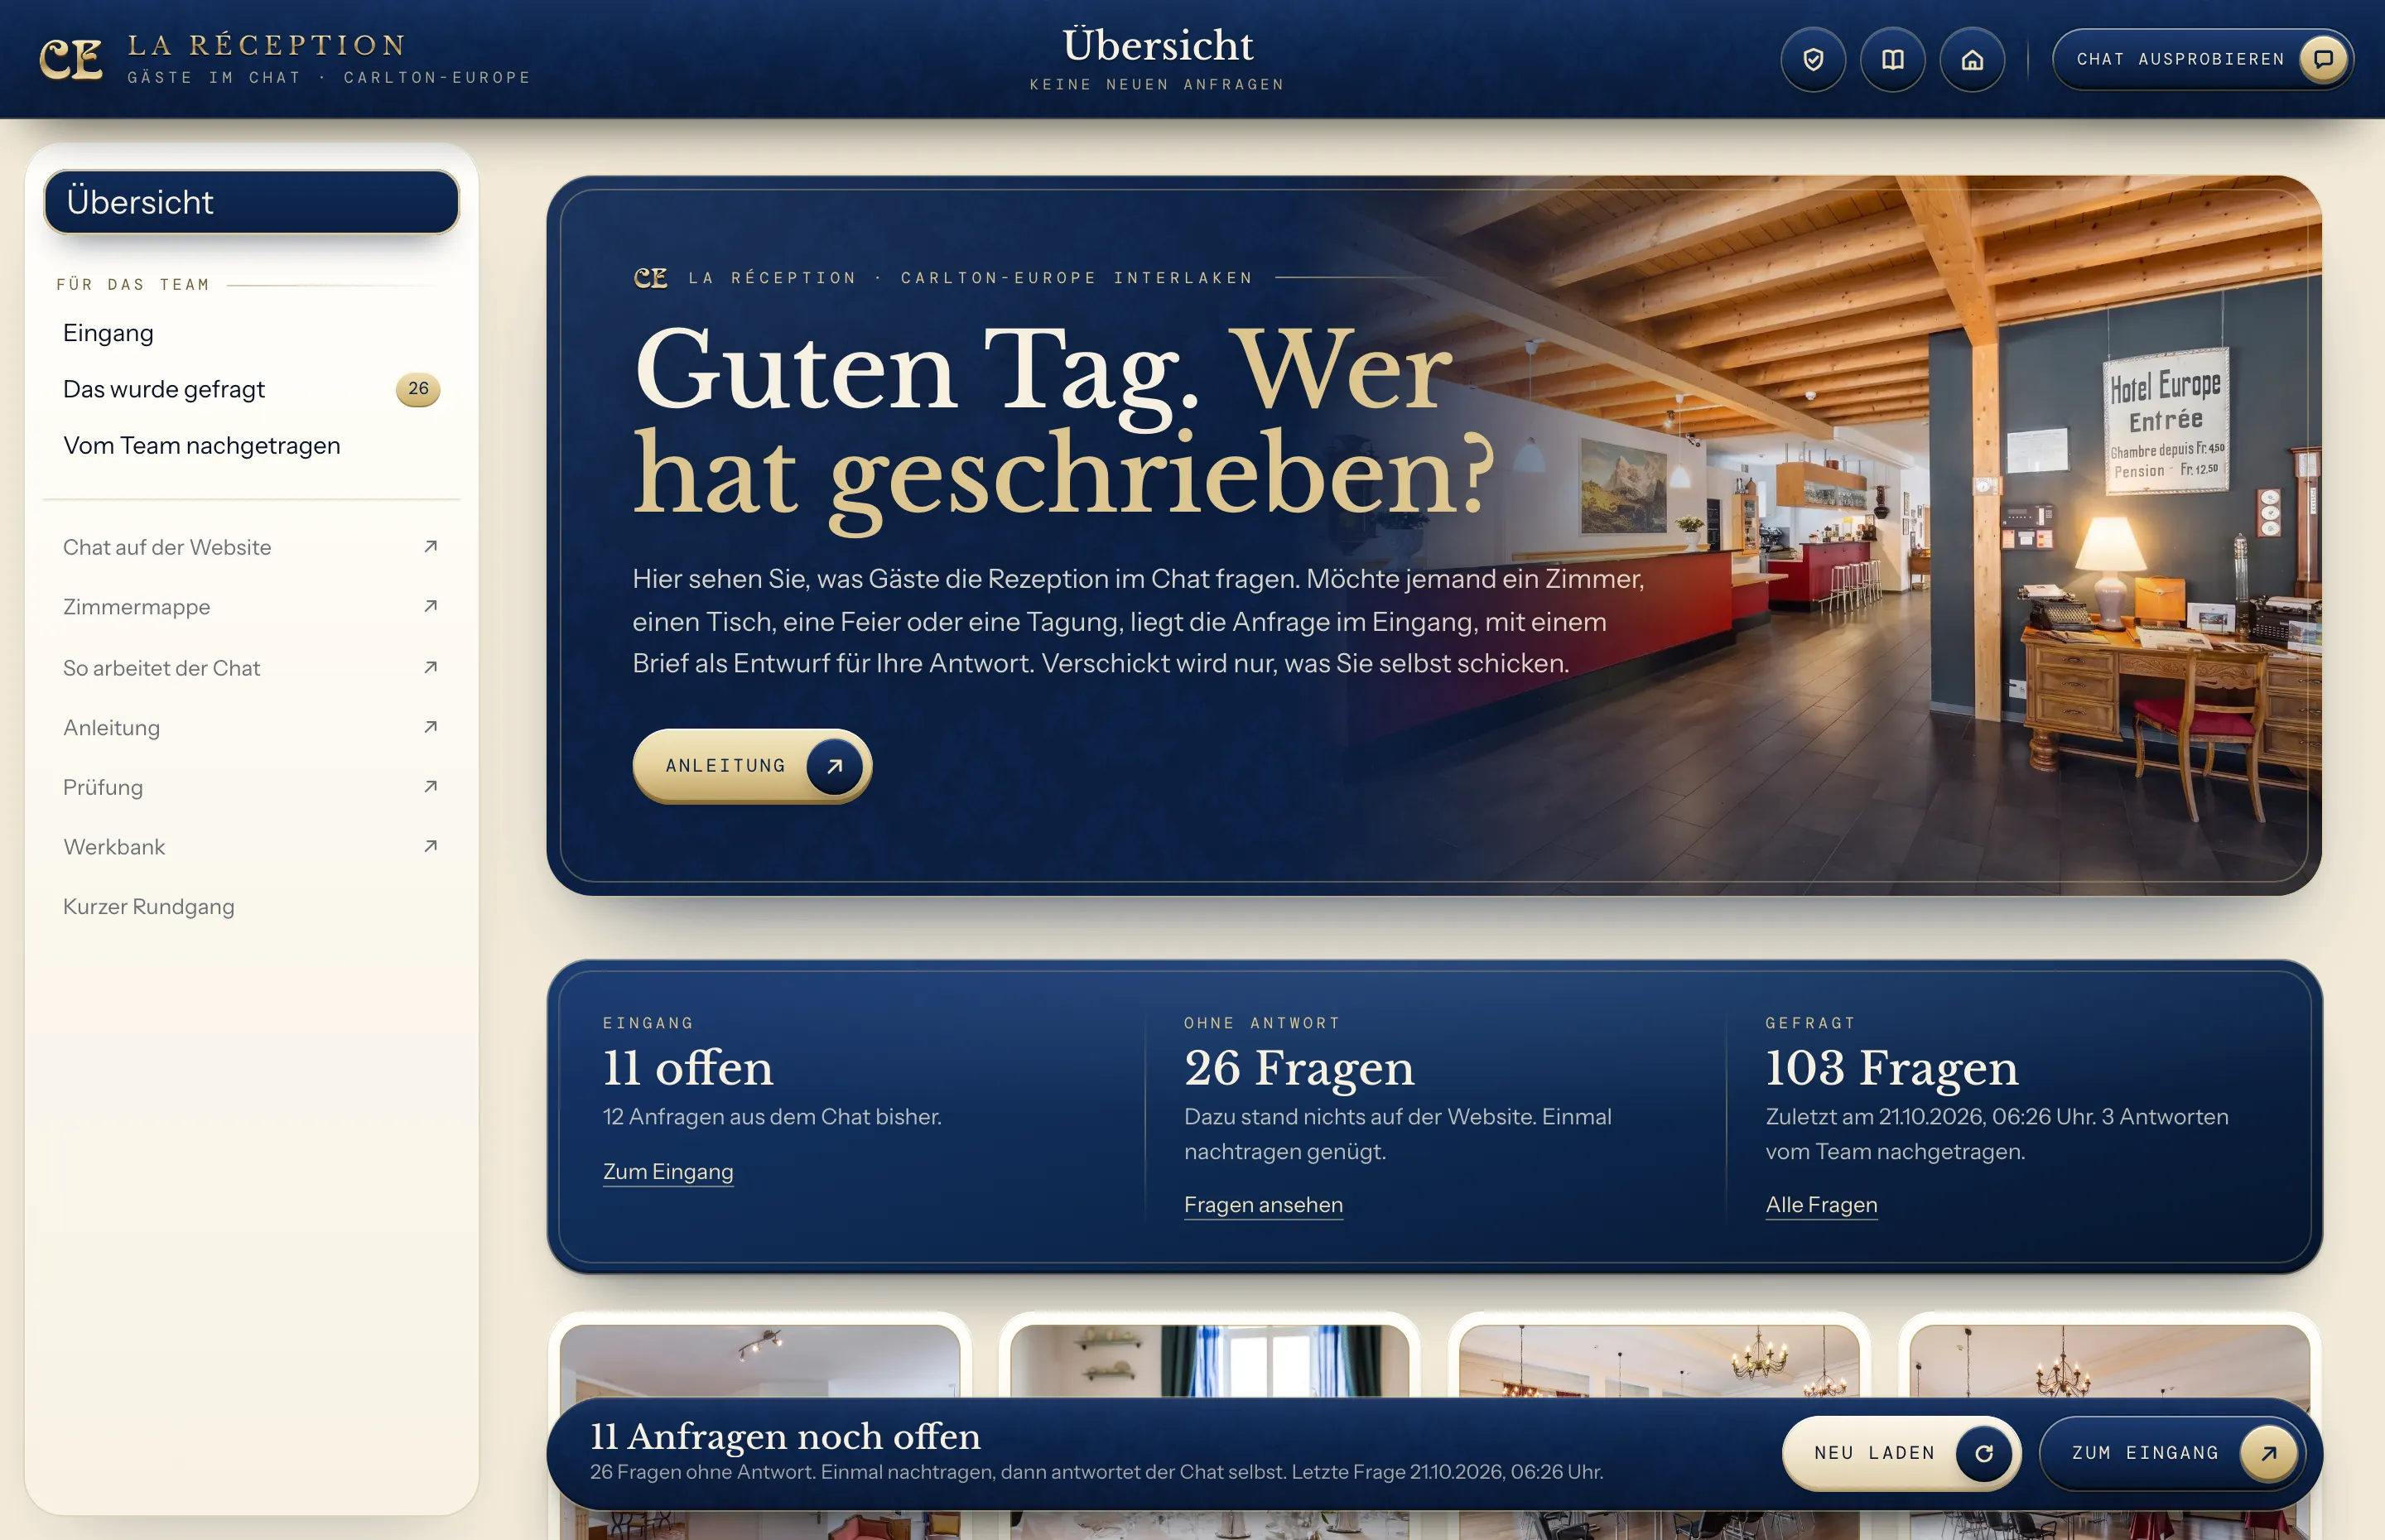 CE LA RÉCEPTION
GÄSTE IM CHAT · CARLTON-EUROPE
Übersicht
KEINE NEUEN ANFRAGEN
CHAT AUSPROBIEREN
Übersicht
FÜR DAS TEAM
Eingang
Das wurde gefragt 26
Vom Team nachgetragen
Chat auf der Website
Zimmermappe
So arbeitet der Chat
Anleitung
Prüfung
Werkbank
Kurzer Rundgang
CE LA RÉCEPTION · CARLTON-EUROPE INTERLAKEN
Guten Tag. Wer
hat geschrieben?
Hier sehen Sie, was Gäste die Rezeption im Chat fragen. Möchte jemand ein Zimmer,
einen Tisch, eine Feier oder eine Tagung, liegt die Anfrage im Eingang, mit einem
Brief als Entwurf für Ihre Antwort. Verschickt wird nur, was Sie selbst schicken.
ANLEITUNG
Hotel Europe
Entrée
Chambre depuis Fr. 4.50
Pension - Fr. 12.50
EINGANG
11 offen
12 Anfragen aus dem Chat bisher.
Zum Eingang
OHNE ANTWORT
26 Fragen
Dazu stand nichts auf der Website. Einmal
nachtragen genügt.
Fragen ansehen
GEFRAGT
103 Fragen
Zuletzt am 21.10.2026, 06:26 Uhr. 3 Antworten
vom Team nachgetragen.
Alle Fragen
11 Anfragen noch offen
26 Fragen ohne Antwort. Einmal nachtragen, dann antwortet der Chat selbst. Letzte Frage 21.10.2026, 06:26 Uhr.
NEU LADEN
ZUM EINGANG